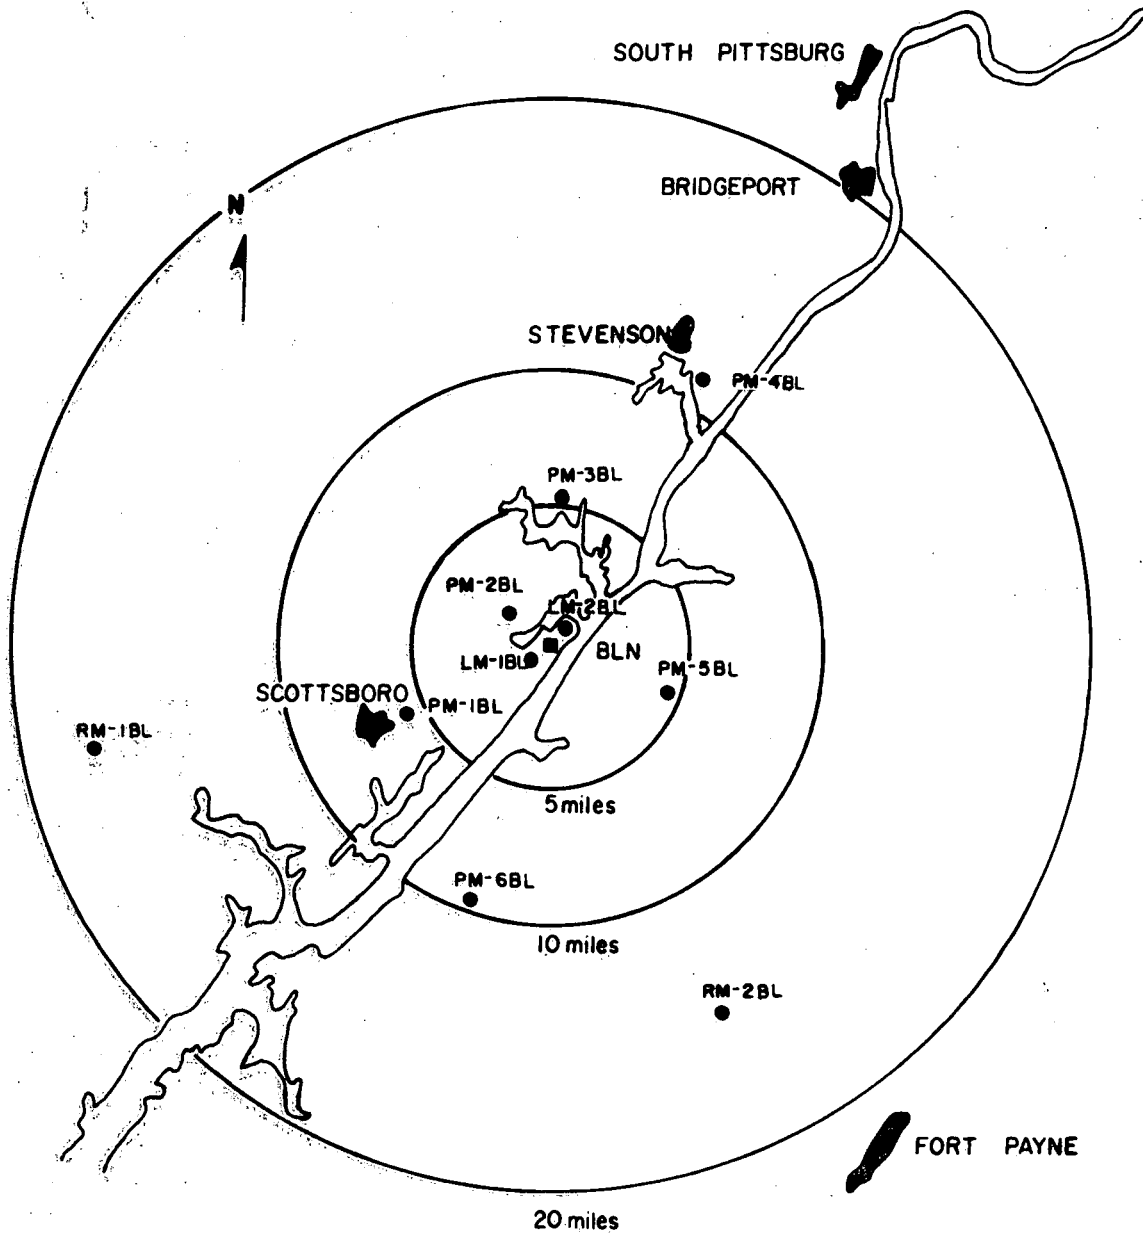 SOUTH PITTSBURG
BRIDGEPORT
N
STEVENSON
PM-4BL
PM-3BL
PM-2BL
LM-2BL
BLN
LM-1BL
PM-5BL
SCOTTSBORO
PM-1BL
RM-1BL
5 miles
PM-6BL
10 miles
RM-2BL
FORT PAYNE
20 miles